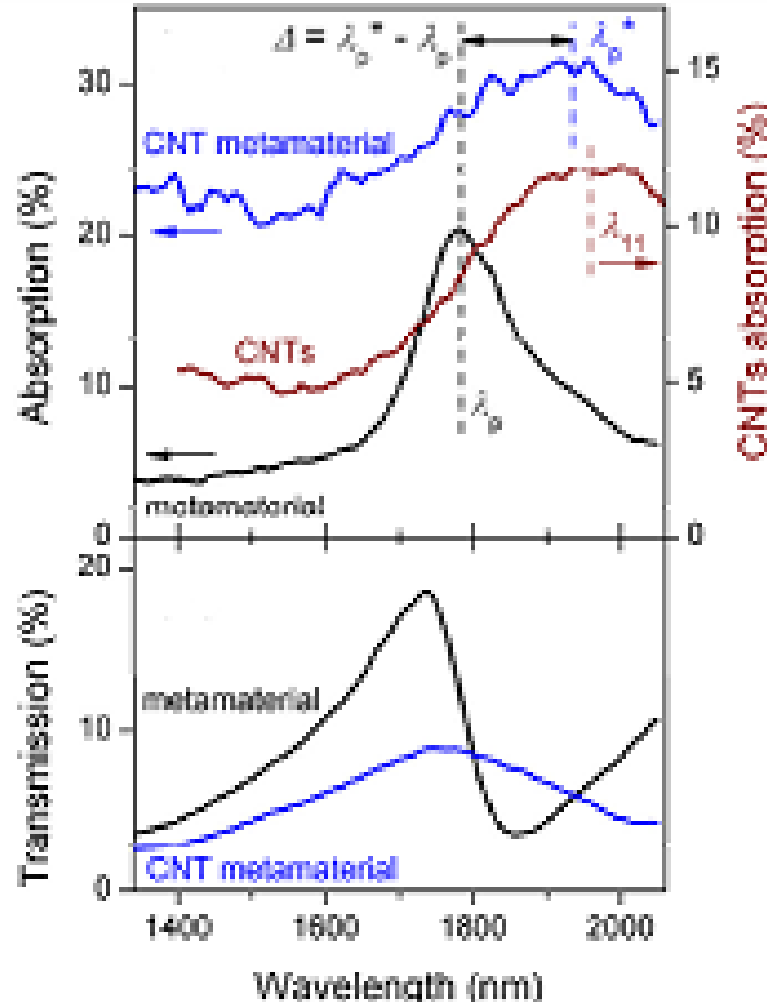 Δ = λp* - λp
λp*
15
30
CNT metamaterial
λ11
10
20
CNTs
λp
10
5
metamaterial
0
0
Absorption (%)
CNTs absorption (%)
20
metamaterial
10
CNT metamaterial
0
Transmission (%)
1400
1600
1800
2000
Wavelength (nm)